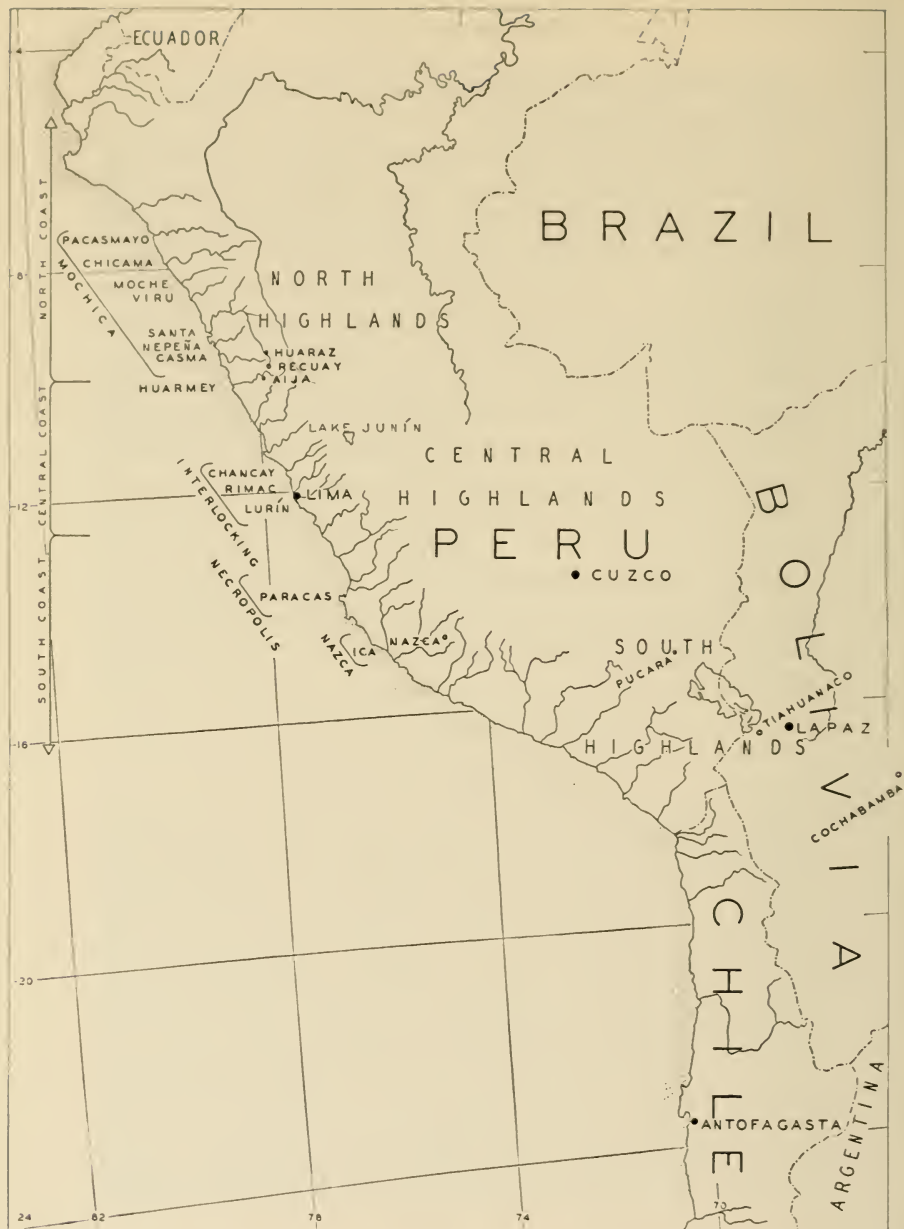 ECUADOR
4
BRAZIL
NORTH COAST
PACASMAYO
CHICAMA
8
MOCHE
VIRU
MOCHICA
NORTH
HIGHLANDS
SANTA
NEPEÑA
CASMA
HUARAZ
RECUAY
AIJA
HUARMEY
CENTRAL COAST
LAKE JUNÍN
CENTRAL
HIGHLANDS
CHANCAY
RIMAC
LURÍN
INTERLOCKING
LIMA
12
PERU
BOLIVIA
CUZCO
SOUTH COAST
NECROPOLIS
PARACAS
NAZCA
ICA
NAZCA
SOUTH
PUCARA
HIGHLANDS
TIAHUANACO
LA PAZ
16
COCHABAMBA
CHILE
20
ANTOFAGASTA
ARGENTINA
24
82
78
74
70